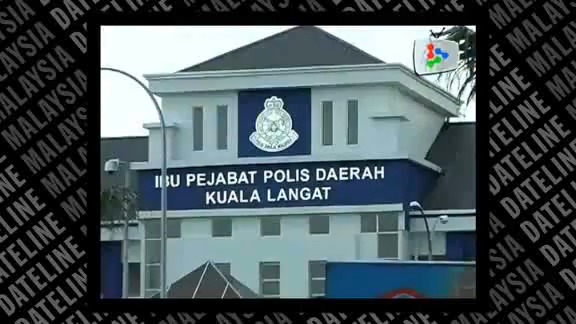 IBU PEJABAT POLIS DAERAH
KUALA LANGAT
DATELINE
MALAYSIA